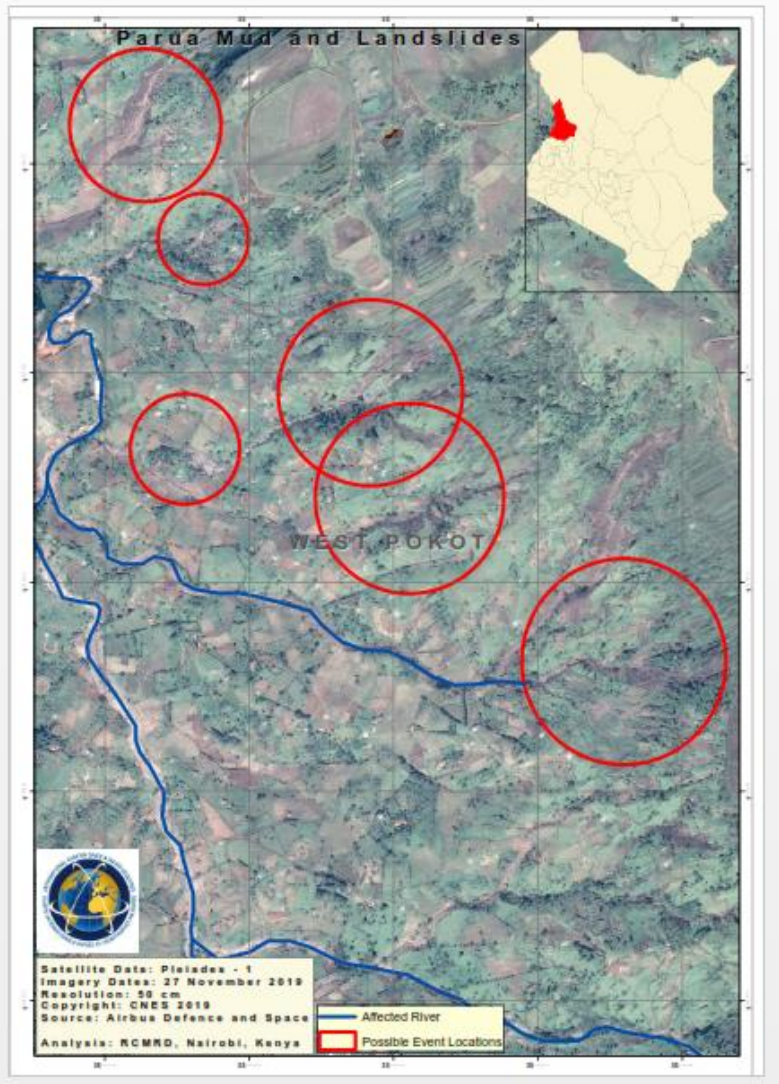 Parua Mud and Landslides
WEST POKOT
Satellite Data: Pleiades - 1
Imagery Dates: 27 November 2019
Resolution: 50 cm
Copyright: CNES 2019
Source: Airbus Defence and Space
Analysis: RCMRD, Nairobi, Kenya
Affected River
Possible Event Locations